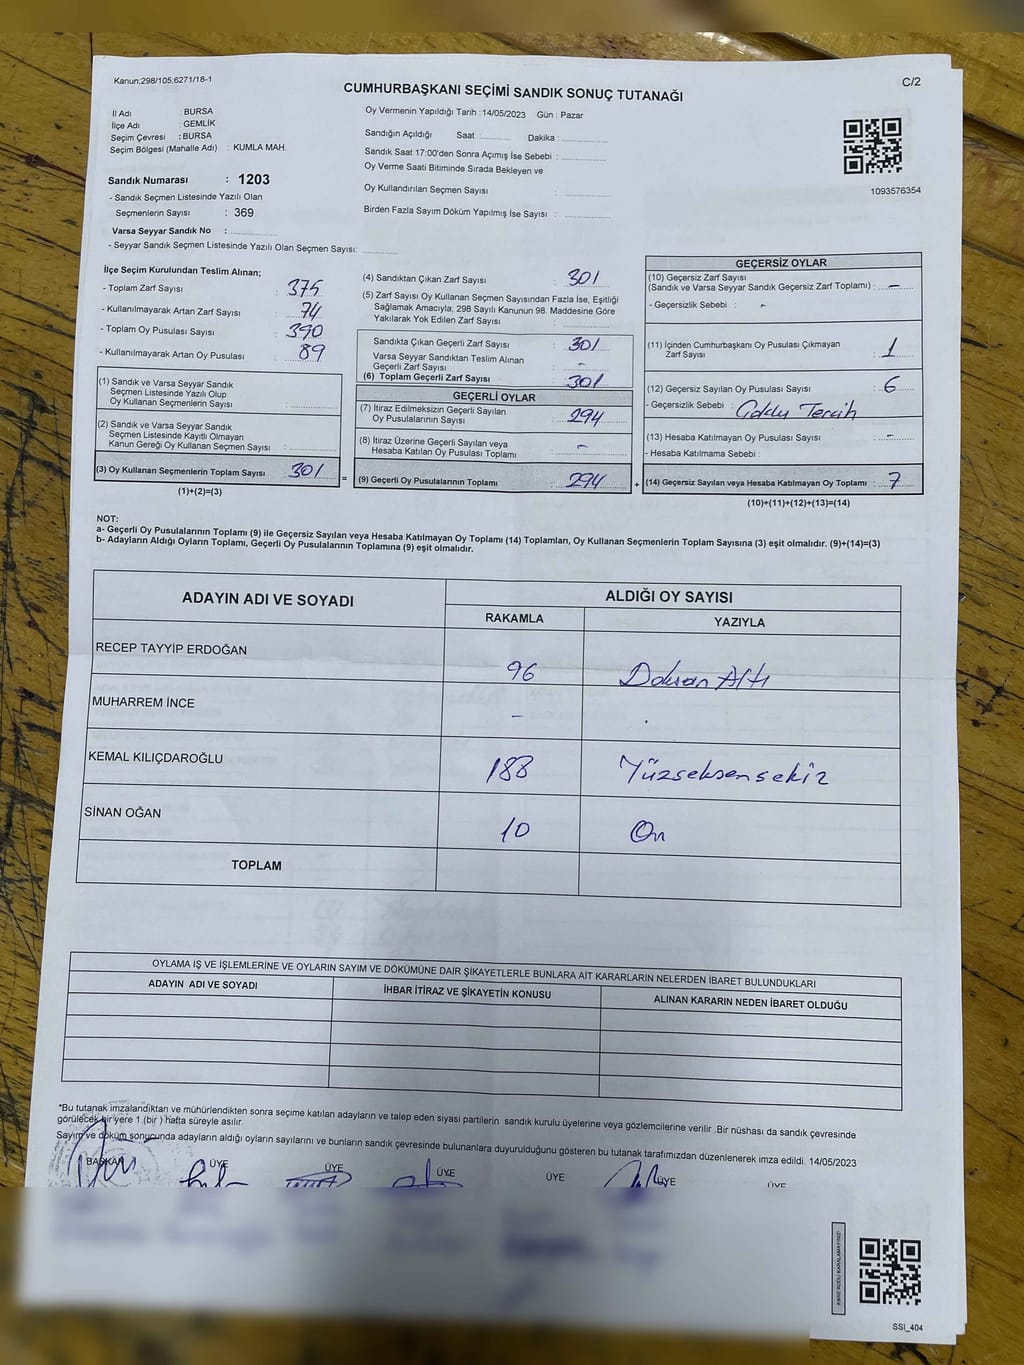 Kanun;298/105;6271/18-1
C/2
CUMHURBAŞKANI SEÇİMİ SANDIK SONUÇ TUTANAĞI
İl Adı : BURSA
İlçe Adı : GEMLİK
Seçim Çevresi : BURSA
Seçim Bölgesi (Mahalle Adı) : KUMLA MAH.
Sandık Numarası : 1203
- Sandık Seçmen Listesinde Yazılı Olan
Seçmenlerin Sayısı : 369
Varsa Seyyar Sandık No :
- Seyyar Sandık Seçmen Listesinde Yazılı Olan Seçmen Sayısı:
Oy Vermenin Yapıldığı Tarih :14/05/2023 Gün : Pazar
Sandığın Açıldığı Saat : Dakika :
Sandık Saat 17:00'den Sonra Açımış İse Sebebi :
Oy Verme Saati Bitiminde Sırada Bekleyen ve
Oy Kullandırılan Seçmen Sayısı :
Birden Fazla Sayım Döküm Yapılmış İse Sayısı :
1093576354
İlçe Seçim Kurulundan Teslim Alınan;
- Toplam Zarf Sayısı : 375
- Kullanılmayarak Artan Zarf Sayısı : 74
- Toplam Oy Pusulası Sayısı : 390
- Kullanılmayarak Artan Oy Pusulası : 89
(1) Sandık ve Varsa Seyyar Sandık
Seçmen Listesinde Yazılı Olup
Oy Kullanan Seçmenlerin Sayısı :
(2) Sandık ve Varsa Seyyar Sandık
Seçmen Listesinde Kayıtlı Olmayan
Kanun Gereği Oy Kullanan Seçmen Sayısı :
(3) Oy Kullanan Seçmenlerin Toplam Sayısı : 301
(1)+(2)=(3)
(4) Sandıktan Çıkan Zarf Sayısı : 301
(5) Zarf Sayısı Oy Kullanan Seçmen Sayısından Fazla İse, Eşitliği
Sağlamak Amacıyla; 298 Sayılı Kanunun 98. Maddesine Göre
Yakılarak Yok Edilen Zarf Sayısı :
Sandıkta Çıkan Geçerli Zarf Sayısı : 301
Varsa Seyyar Sandıktan Teslim Alınan
Geçerli Zarf Sayısı : -
(6) Toplam Geçerli Zarf Sayısı : 301
GEÇERLİ OYLAR
(7) İtiraz Edilmeksizin Geçerli Sayılan
Oy Pusulalarının Sayısı : 294
(8) İtiraz Üzerine Geçerli Sayılan veya
Hesaba Katılan Oy Pusulası Toplamı : -
= (9) Geçerli Oy Pusulalarının Toplamı : 294 +
GEÇERSİZ OYLAR
(10) Geçersiz Zarf Sayısı
(Sandık ve Varsa Seyyar Sandık Geçersiz Zarf Toplamı) : -
- Geçersizlik Sebebi : -
(11) İçinden Cumhurbaşkanı Oy Pusulası Çıkmayan
Zarf Sayısı : 1
(12) Geçersiz Sayılan Oy Pusulası Sayısı : 6
- Geçersizlik Sebebi : Tercih
(13) Hesaba Katılmayan Oy Pusulası Sayısı : -
- Hesaba Katılmama Sebebi :
(14) Geçersiz Sayılan veya Hesaba Katılmayan Oy Toplamı : 7
(10)+(11)+(12)+(13)=(14)
NOT:
a- Geçerli Oy Pusulalarının Toplamı (9) ile Geçersiz Sayılan veya Hesaba Katılmayan Oy Toplamı (14) Toplamları, Oy Kullanan Seçmenlerin Toplam Sayısına (3) eşit olmalıdır. (9)+(14)=(3)
b- Adayların Aldığı Oyların Toplamı, Geçerli Oy Pusulalarının Toplamına (9) eşit olmalıdır.
ADAYIN ADI VE SOYADI
ALDIĞI OY SAYISI
RAKAMLA YAZIYLA
RECEP TAYYİP ERDOĞAN 96 Doksan Altı
MUHARREM İNCE - .
KEMAL KILIÇDAROĞLU 188 Yüzseksensekiz
SİNAN OĞAN 10 On
TOPLAM
OYLAMA İŞ VE İŞLEMLERİNE VE OYLARIN SAYIM VE DÖKÜMÜNE DAİR ŞİKAYETLERLE BUNLARA AİT KARARLARIN NELERDEN İBARET BULUNDUKLARI
ADAYIN ADI VE SOYADI İHBAR İTİRAZ VE ŞİKAYETİN KONUSU ALINAN KARARIN NEDEN İBARET OLDUĞU
*Bu tutanak imzalandıktan ve mühürlendikten sonra seçime katılan adayların ve talep eden siyasi partilerin sandık kurulu üyelerine veya gözlemcilerine verilir .Bir nüshası da sandık çevresinde
görülecek bir yere 1 (bir ) hafta süreyle asılır.
Sayım ve döküm sonucunda adayların aldığı oyların sayılarını ve bunların sandık çevresinde bulunanlara duyurulduğunu gösteren bu tutanak tarafımızdan düzenlenerek imza edildi. 14/05/2023
BAŞKAN ÜYE ÜYE ÜYE ÜYE ÜYE ÜYE
KARE KODU KARALAMAYINIZ!
SSI_404